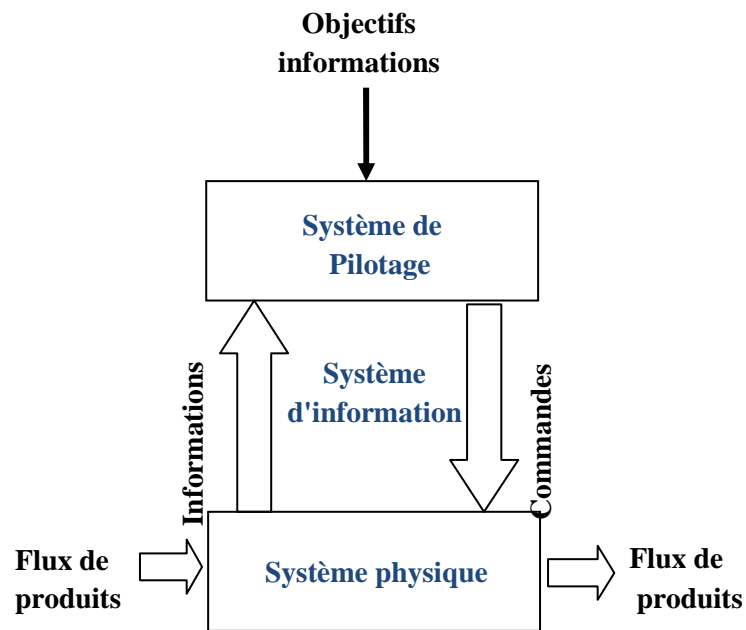 Objectifs
informations
Système de
Pilotage
Informations
Système
d'information
Commandes
Flux de
produits
Système physique
Flux de
produits